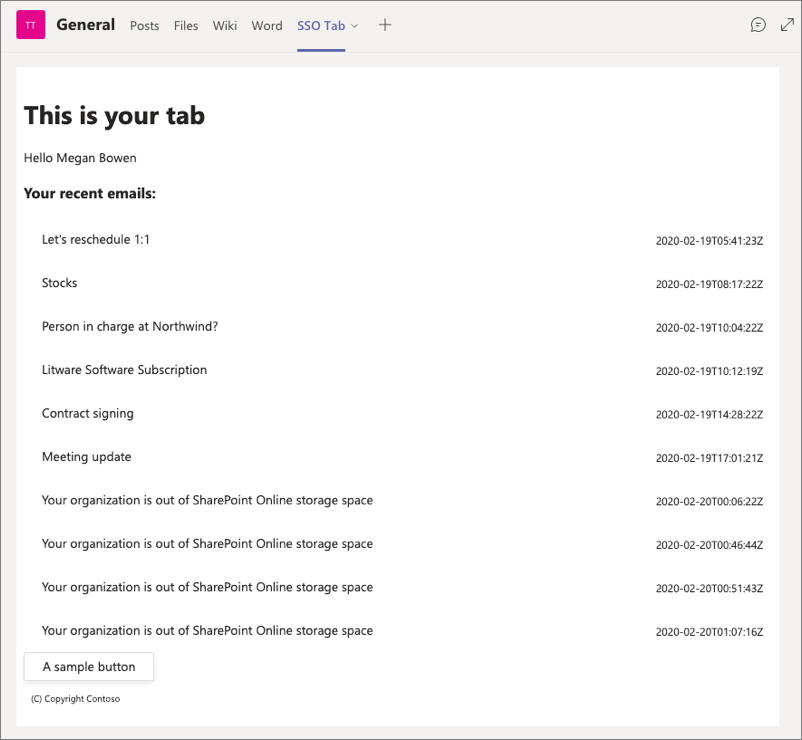 TT General Posts Files Wiki Word SSO Tab
This is your tab
Hello Megan Bowen
Your recent emails:
Let's reschedule 1:1 2020-02-19T05:41:23Z
Stocks 2020-02-19T08:17:22Z
Person in charge at Northwind? 2020-02-19T10:04:22Z
Litware Software Subscription 2020-02-19T10:12:19Z
Contract signing 2020-02-19T14:28:22Z
Meeting update 2020-02-19T17:01:21Z
Your organization is out of SharePoint Online storage space 2020-02-20T00:06:22Z
Your organization is out of SharePoint Online storage space 2020-02-20T00:46:44Z
Your organization is out of SharePoint Online storage space 2020-02-20T00:51:43Z
Your organization is out of SharePoint Online storage space 2020-02-20T01:07:16Z
A sample button
(C) Copyright Contoso